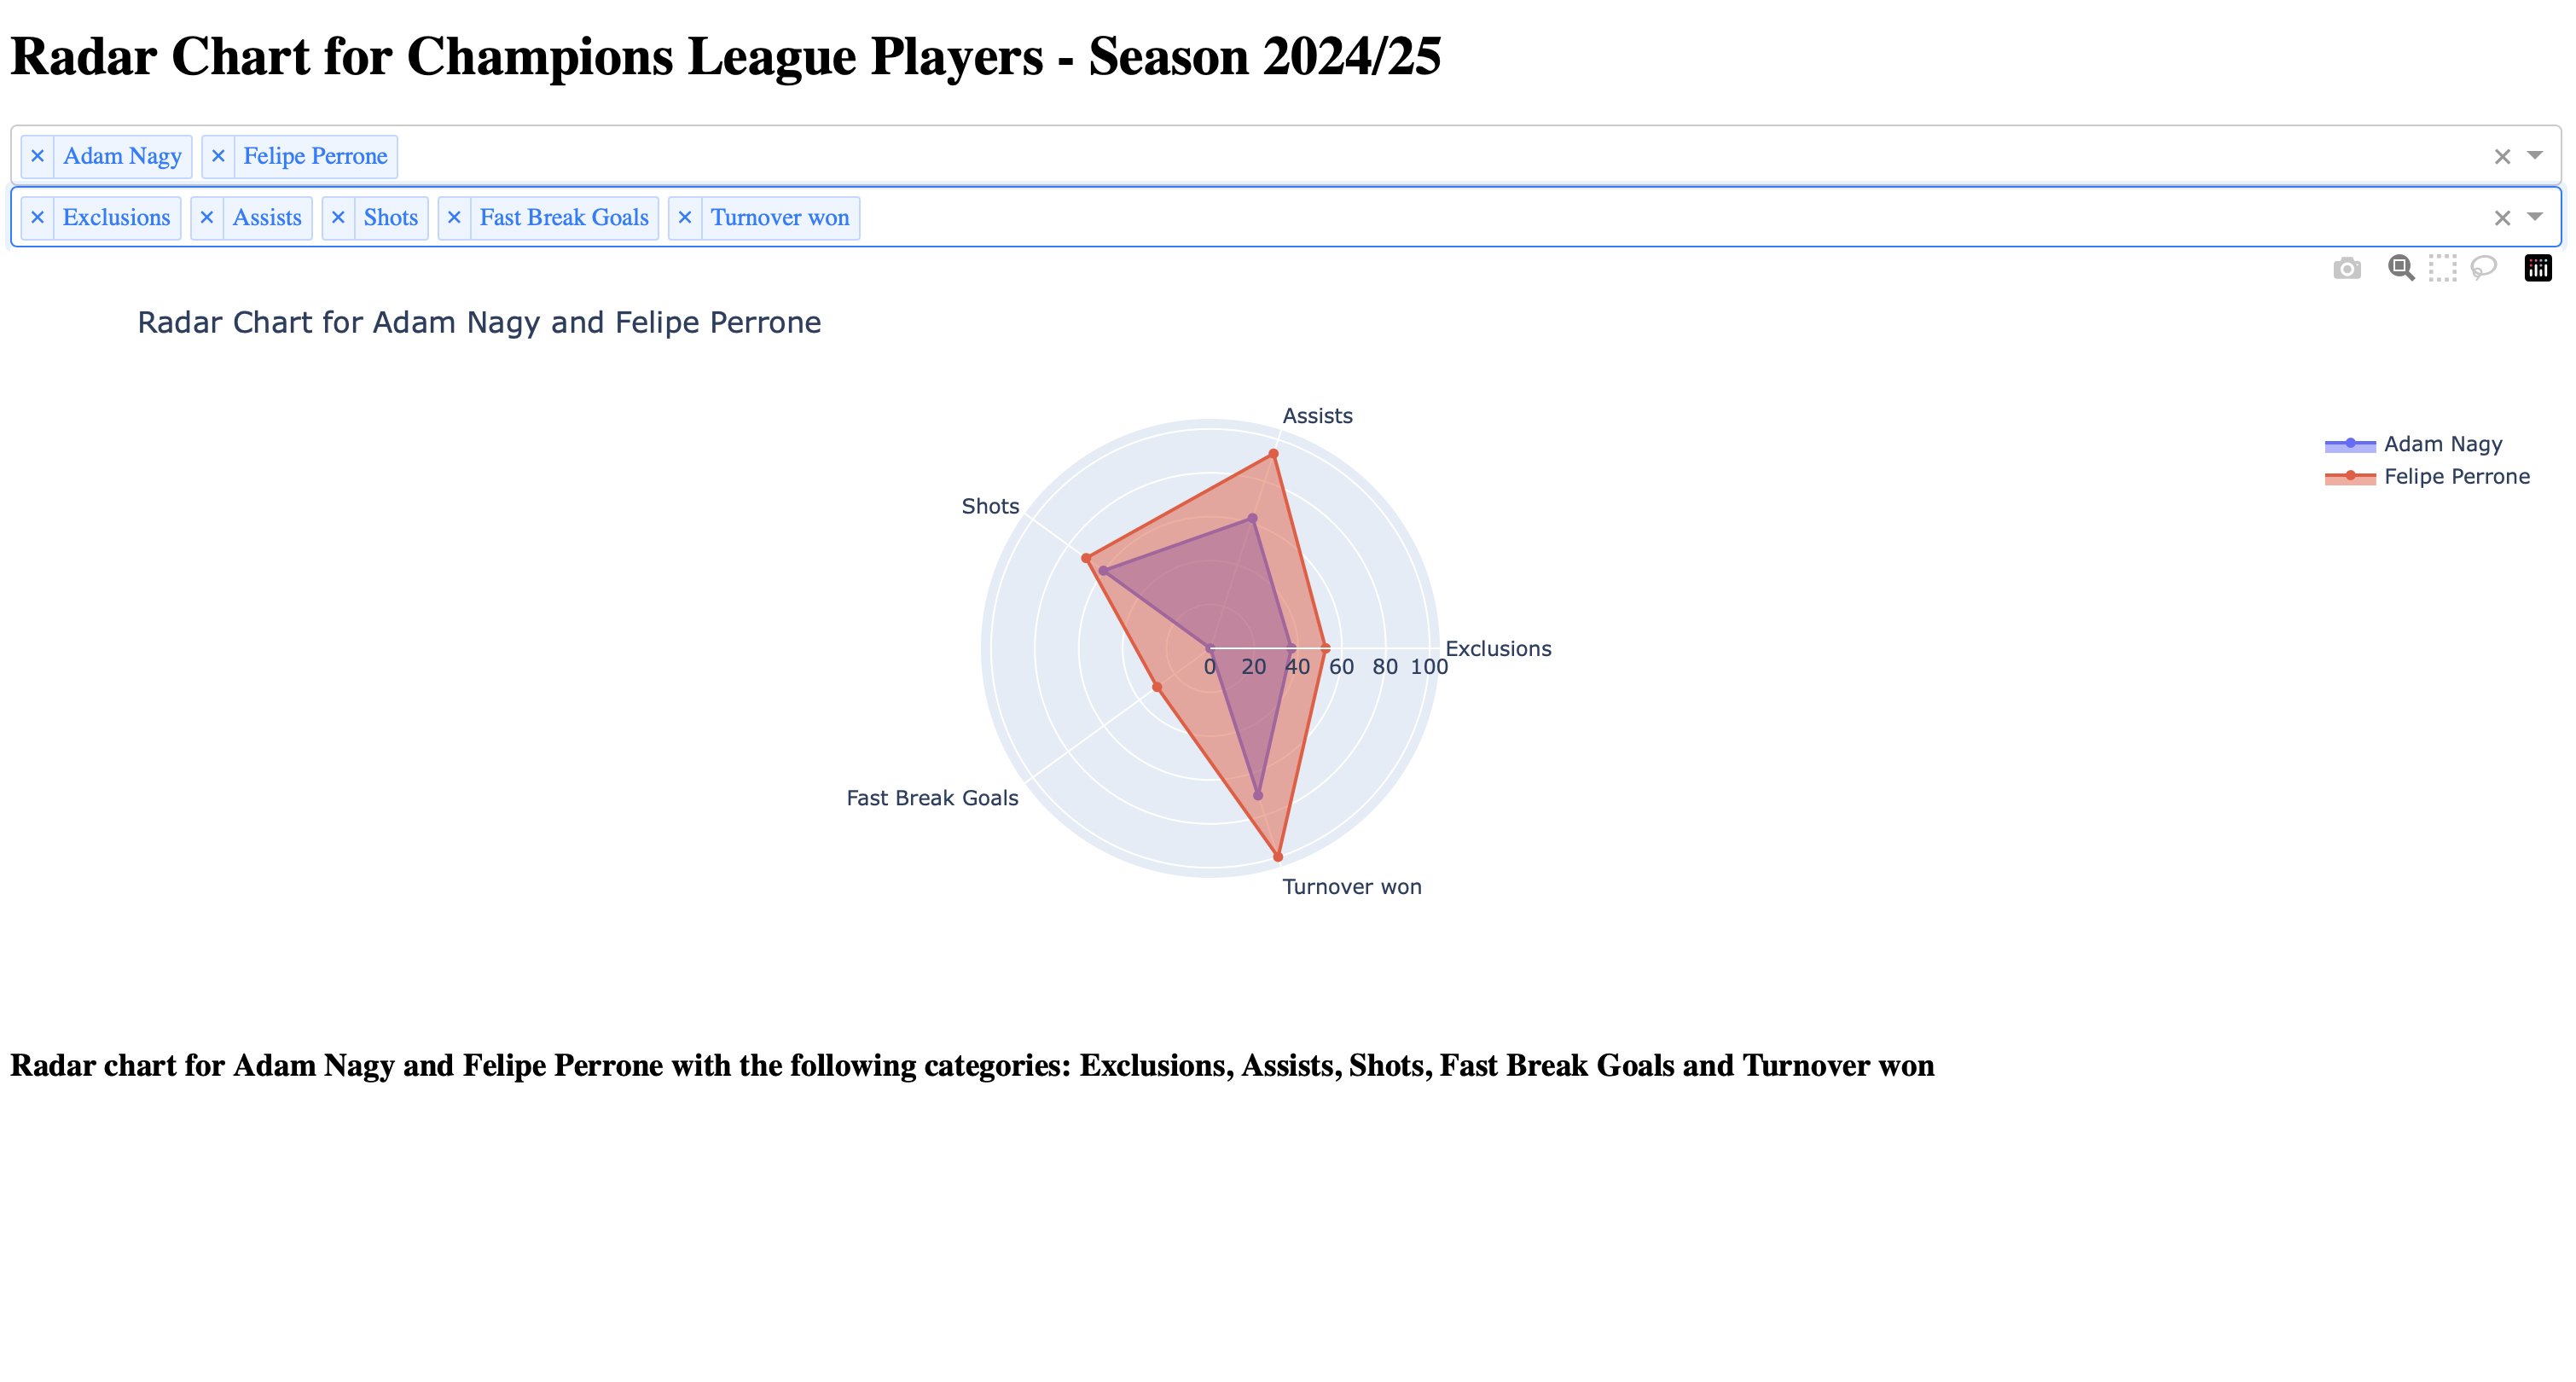 Radar Chart for Champions League Players - Season 2024/25
× Adam Nagy × Felipe Perrone ×
× Exclusions × Assists × Shots × Fast Break Goals × Turnover won ×
Radar Chart for Adam Nagy and Felipe Perrone
Assists
Adam Nagy
Felipe Perrone
Shots
Exclusions
0 20 40 60 80 100
Fast Break Goals
Turnover won
Radar chart for Adam Nagy and Felipe Perrone with the following categories: Exclusions, Assists, Shots, Fast Break Goals and Turnover won